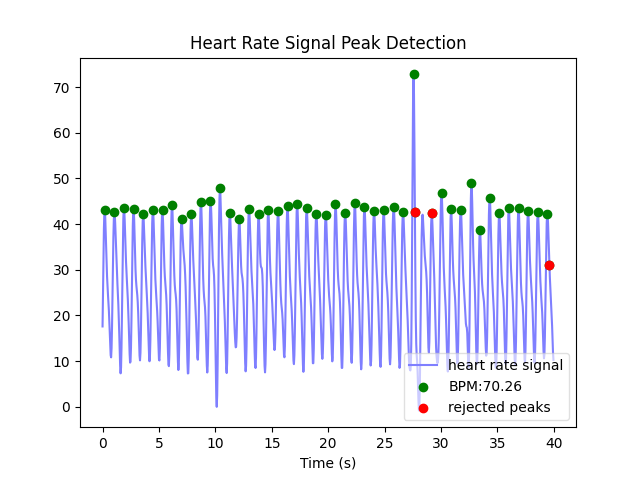 Heart Rate Signal Peak Detection
70
60
50
40
30
20
10
0
heart rate signal
BPM:70.26
rejected peaks
0 5 10 15 20 25 30 35 40
Time (s)